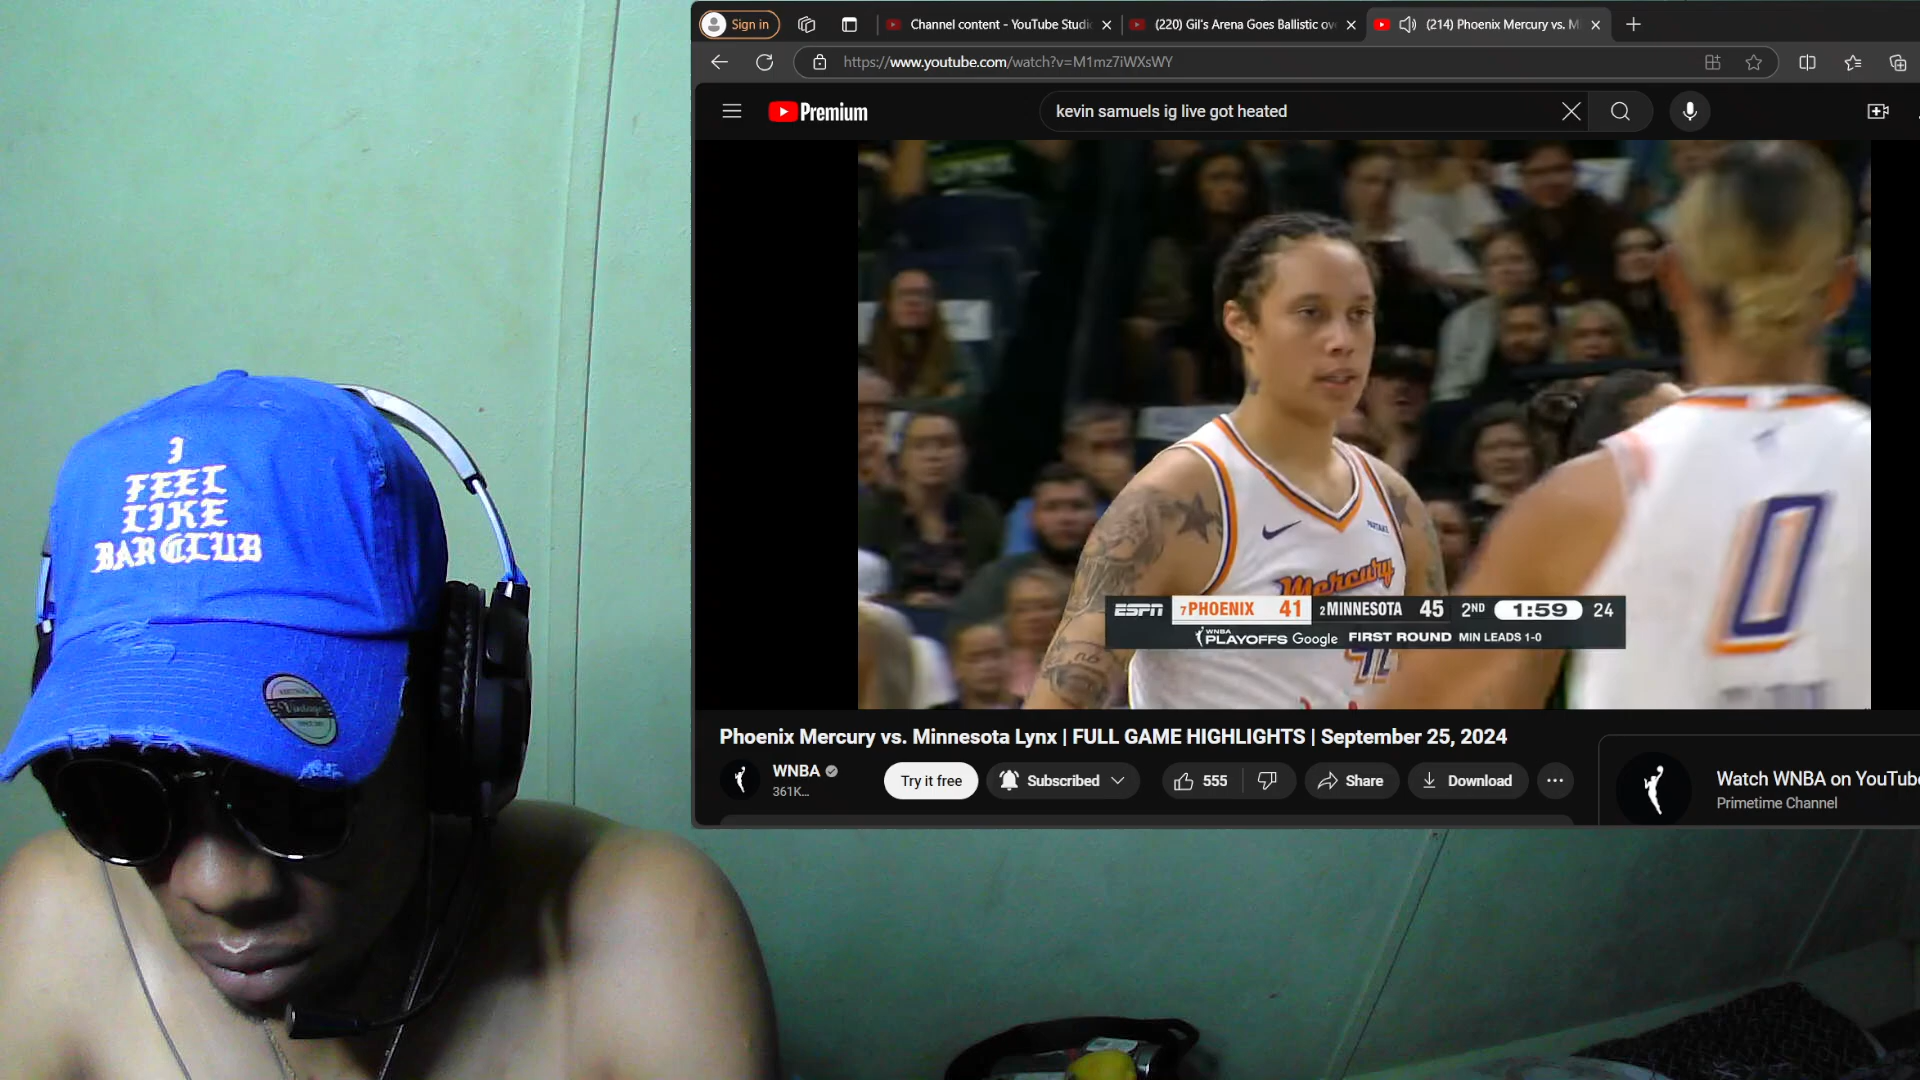 Sign in
Channel content - YouTube Studi
(220) Gil's Arena Goes Ballistic ov
(214) Phoenix Mercury vs. M
https://www.youtube.com/watch?v=M1mz7iWXsWY
Premium
kevin samuels ig live got heated
I
FEEL
LIKE
BAR CLUB
Vintage
Mercury
42
0
ESPN 7 PHOENIX 41 2 MINNESOTA 45 2ND 1:59 24
WNBA PLAYOFFS Google FIRST ROUND MIN LEADS 1-0
Phoenix Mercury vs. Minnesota Lynx | FULL GAME HIGHLIGHTS | September 25, 2024
WNBA
361K...
Try it free
Subscribed
555
Share
Download
Watch WNBA on YouTube
Primetime Channel